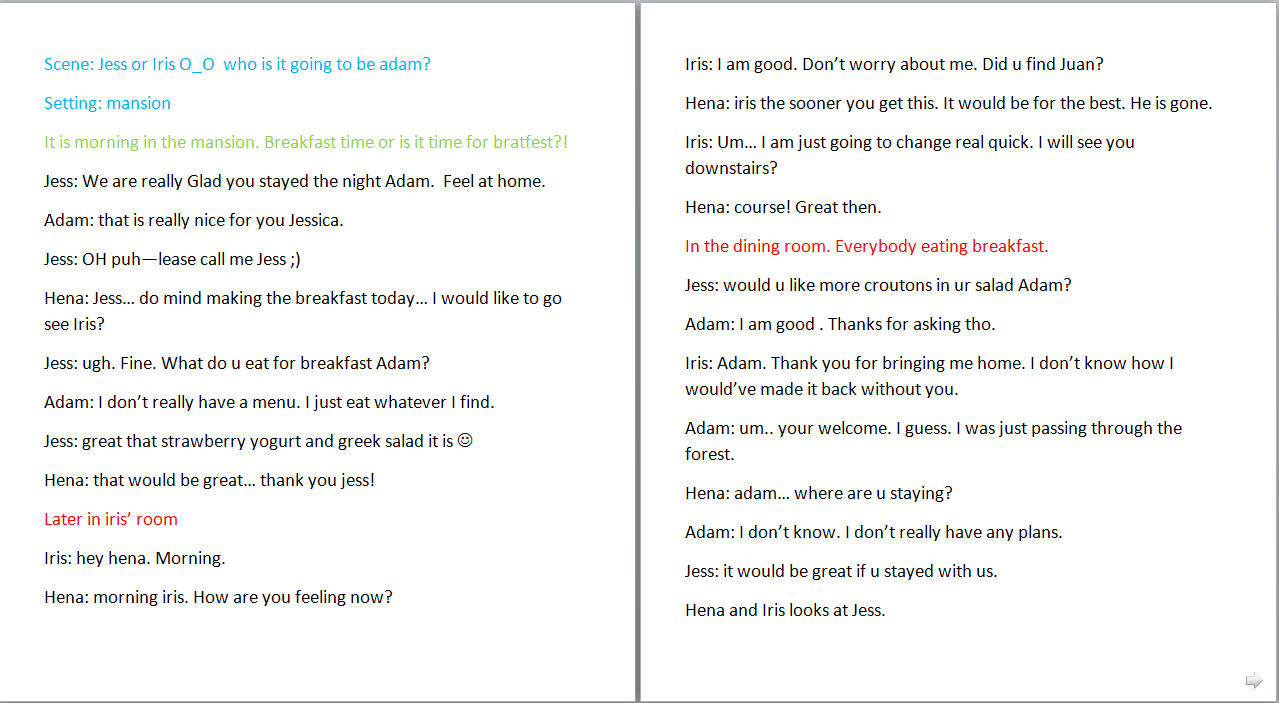 Scene: Jess or Iris O_O  who is it going to be adam?
Setting: mansion
It is morning in the mansion. Breakfast time or is it time for bratfest?!
Jess: We are really Glad you stayed the night Adam.  Feel at home.
Adam: that is really nice for you Jessica.
Jess: OH puh—lease call me Jess ;)
Hena: Jess… do mind making the breakfast today… I would like to go
see Iris?
Jess: ugh. Fine. What do u eat for breakfast Adam?
Adam: I don’t really have a menu. I just eat whatever I find.
Jess: great that strawberry yogurt and greek salad it is ☺
Hena: that would be great… thank you jess!
Later in iris’ room
Iris: hey hena. Morning.
Hena: morning iris. How are you feeling now?
Iris: I am good. Don’t worry about me. Did u find Juan?
Hena: iris the sooner you get this. It would be for the best. He is gone.
Iris: Um… I am just going to change real quick. I will see you
downstairs?
Hena: course! Great then.
In the dining room. Everybody eating breakfast.
Jess: would u like more croutons in ur salad Adam?
Adam: I am good . Thanks for asking tho.
Iris: Adam. Thank you for bringing me home. I don’t know how I
would’ve made it back without you.
Adam: um.. your welcome. I guess. I was just passing through the
forest.
Hena: adam… where are u staying?
Adam: I don’t know. I don’t really have any plans.
Jess: it would be great if u stayed with us.
Hena and Iris looks at Jess.